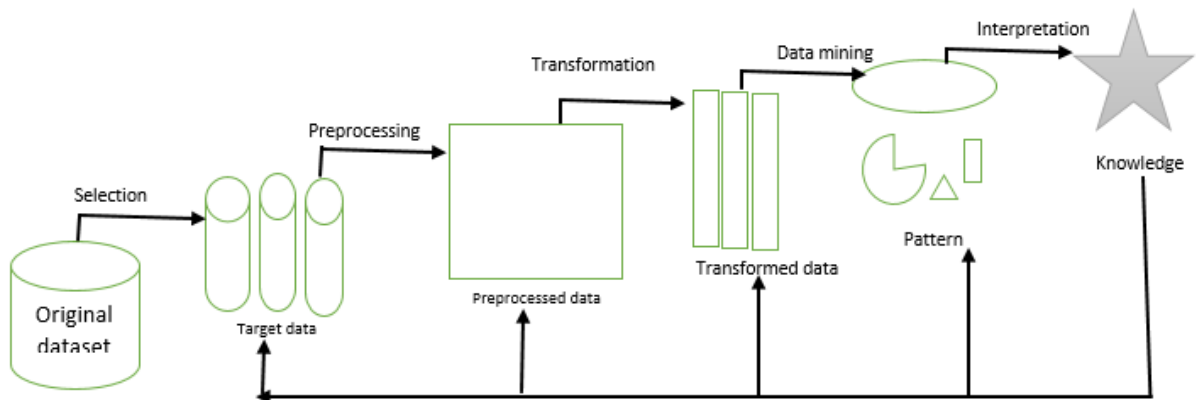 Interpretation
Data mining
Transformation
Preprocessing
Selection
Knowledge
Pattern
Transformed data
Preprocessed data
Target data
Original
dataset